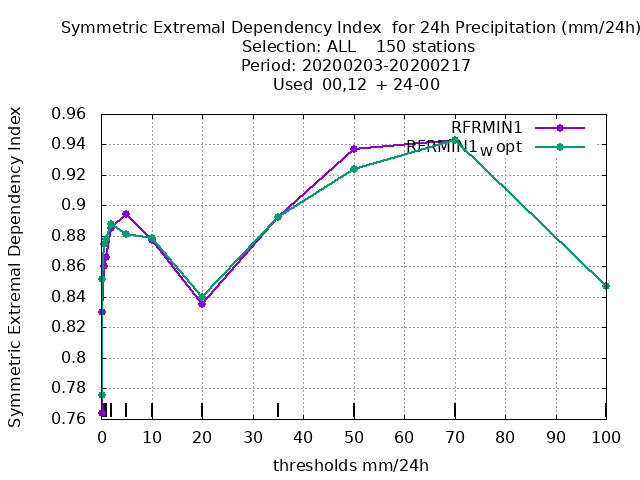 Symmetric Extremal Dependency Index  for 24h Precipitation (mm/24h)
Selection: ALL    150 stations
Period: 20200203-20200217
Used  00,12  + 24-00
Symmetric Extremal Dependency Index
0.96
0.94
0.92
0.9
0.88
0.86
0.84
0.82
0.8
0.78
0.76
RFRMIN1
RFRMIN1w opt
0 10 20 30 40 50 60 70 80 90 100
thresholds mm/24h